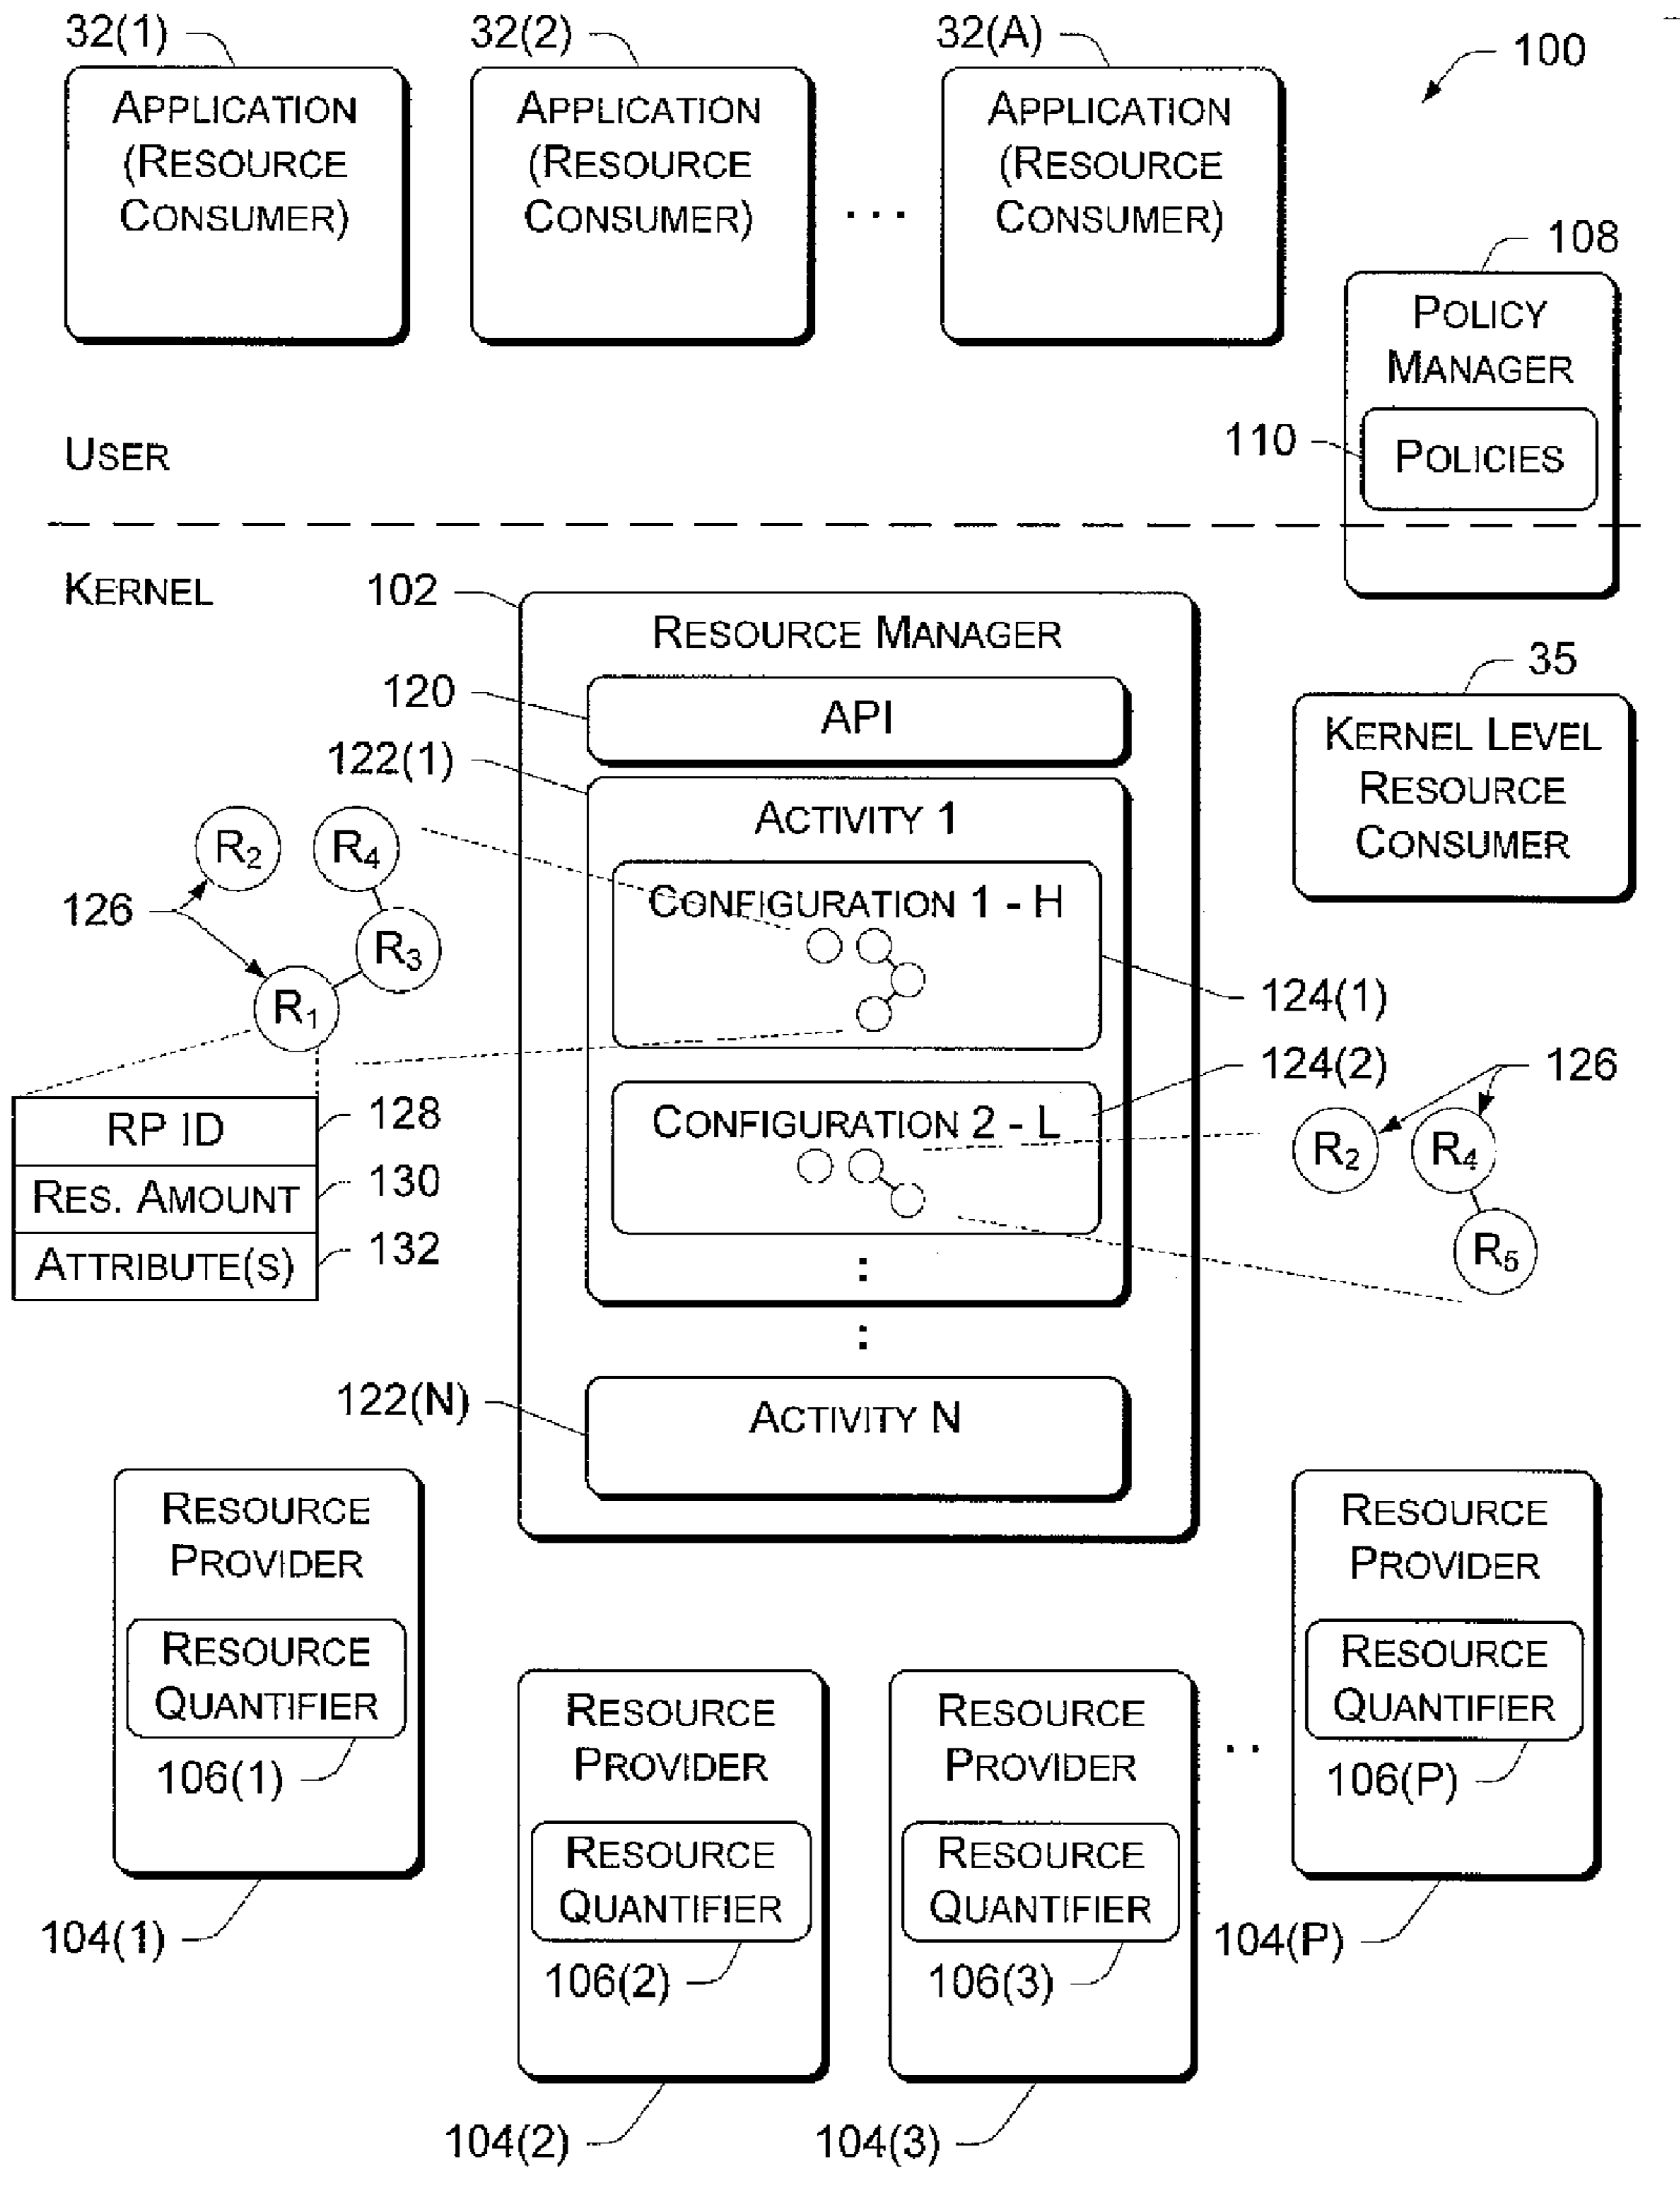 32(1)
32(2)
32(A)
100
APPLICATION
(RESOURCE
CONSUMER)
APPLICATION
(RESOURCE
CONSUMER)
. . .
APPLICATION
(RESOURCE
CONSUMER)
108
POLICY
MANAGER
110
POLICIES
USER
KERNEL
102
RESOURCE MANAGER
120
API
35
KERNEL LEVEL
RESOURCE
CONSUMER
122(1)
ACTIVITY 1
CONFIGURATION 1 - H
124(1)
R2
R4
126
R3
R1
RP ID
128
RES. AMOUNT
130
ATTRIBUTE(S)
132
124(2)
CONFIGURATION 2 - L
126
R2
R4
R5
:
:
122(N)
ACTIVITY N
RESOURCE
PROVIDER
RESOURCE
QUANTIFIER
106(1)
104(1)
RESOURCE
PROVIDER
RESOURCE
QUANTIFIER
106(2)
104(2)
RESOURCE
PROVIDER
RESOURCE
QUANTIFIER
106(3)
104(3)
. .
RESOURCE
PROVIDER
RESOURCE
QUANTIFIER
106(P)
104(P)